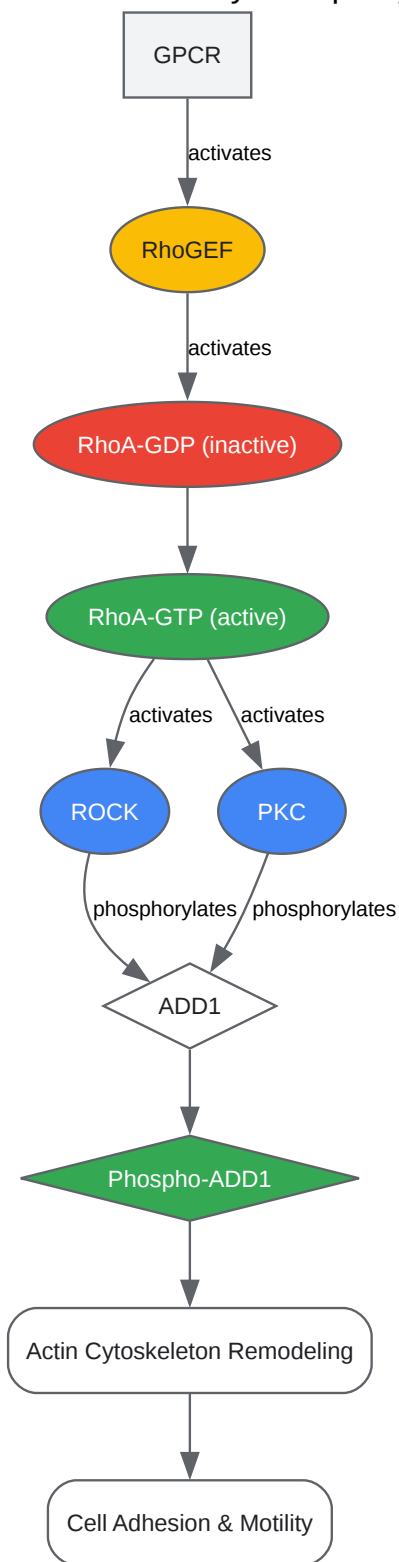 GPCR
activates
RhoGEF
activates
RhoA-GDP (inactive)
RhoA-GTP (active)
activates
activates
ROCK
PKC
phosphorylates
phosphorylates
ADD1
Phospho-ADD1
Actin Cytoskeleton Remodeling
Cell Adhesion & Motility